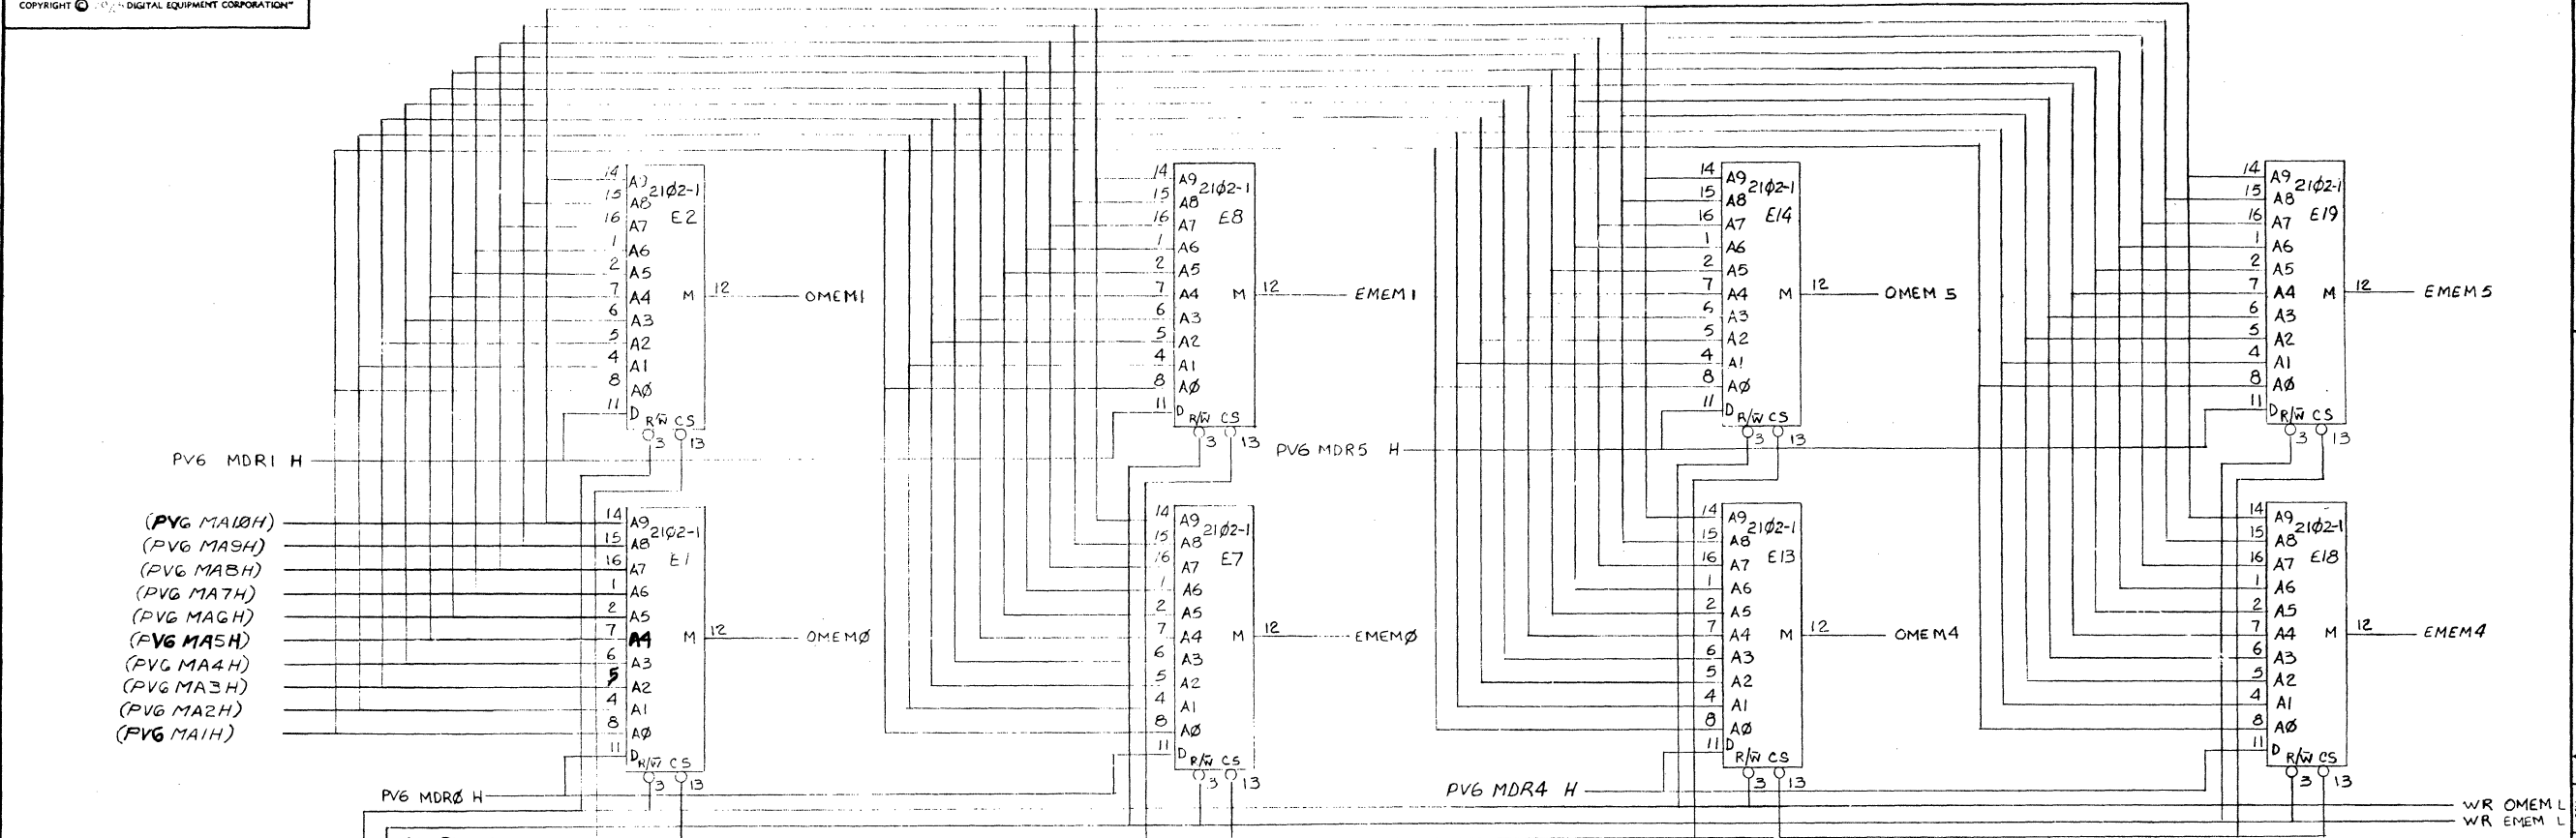 COPYRIGHT © DIGITAL EQUIPMENT CORPORATION"
14 A9 21Ø2-1
15 A8
16 A7 E2
1 A6
2 A5
7 A4 M 12 OMEM1
6 A3
5 A2
4 A1
8 AØ
11 D R/W̅ CS
3 13
14 A9 21Ø2-1
15 A8
16 A7 E8
1 A6
2 A5
7 A4 M 12 EMEM1
6 A3
5 A2
4 A1
8 AØ
11 D R/W̅ CS
3 13
14 A9 21Ø2-1
15 A8
16 A7 E14
1 A6
2 A5
7 A4 M 12 OMEM 5
6 A3
5 A2
4 A1
8 AØ
11 D R/W̅ CS
3 13
14 A9 21Ø2-1
15 A8
16 A7 E19
1 A6
2 A5
7 A4 M 12 EMEM5
6 A3
5 A2
4 A1
8 AØ
11 D R/W̅ CS
3 13
PV6 MDR1 H
PV6 MDR5 H
(PV6 MA1ØH)
(PV6 MA9H)
(PV6 MA8H)
(PV6 MA7H)
(PV6 MA6H)
(PV6 MA5H)
(PV6 MA4H)
(PV6 MA3H)
(PV6 MA2H)
(PV6 MA1H)
14 A9 21Ø2-1
15 A8
16 A7 E1
1 A6
2 A5
7 A4 M 12 OMEMØ
6 A3
5 A2
4 A1
8 AØ
11 D R/W̅ CS
3 13
14 A9 21Ø2-1
15 A8
16 A7 E7
1 A6
2 A5
7 A4 M 12 EMEMØ
6 A3
5 A2
4 A1
8 AØ
11 D R/W̅ CS
3 13
14 A9 21Ø2-1
15 A8
16 A7 E13
1 A6
2 A5
7 A4 M 12 OMEM4
6 A3
5 A2
4 A1
8 AØ
11 D R/W̅ CS
3 13
14 A9 21Ø2-1
15 A8
16 A7 E18
1 A6
2 A5
7 A4 M 12 EMEM4
6 A3
5 A2
4 A1
8 AØ
11 D R/W̅ CS
3 13
PV6 MDRØ H
PV6 MDR4 H
WR OMEM L
WR EMEM L